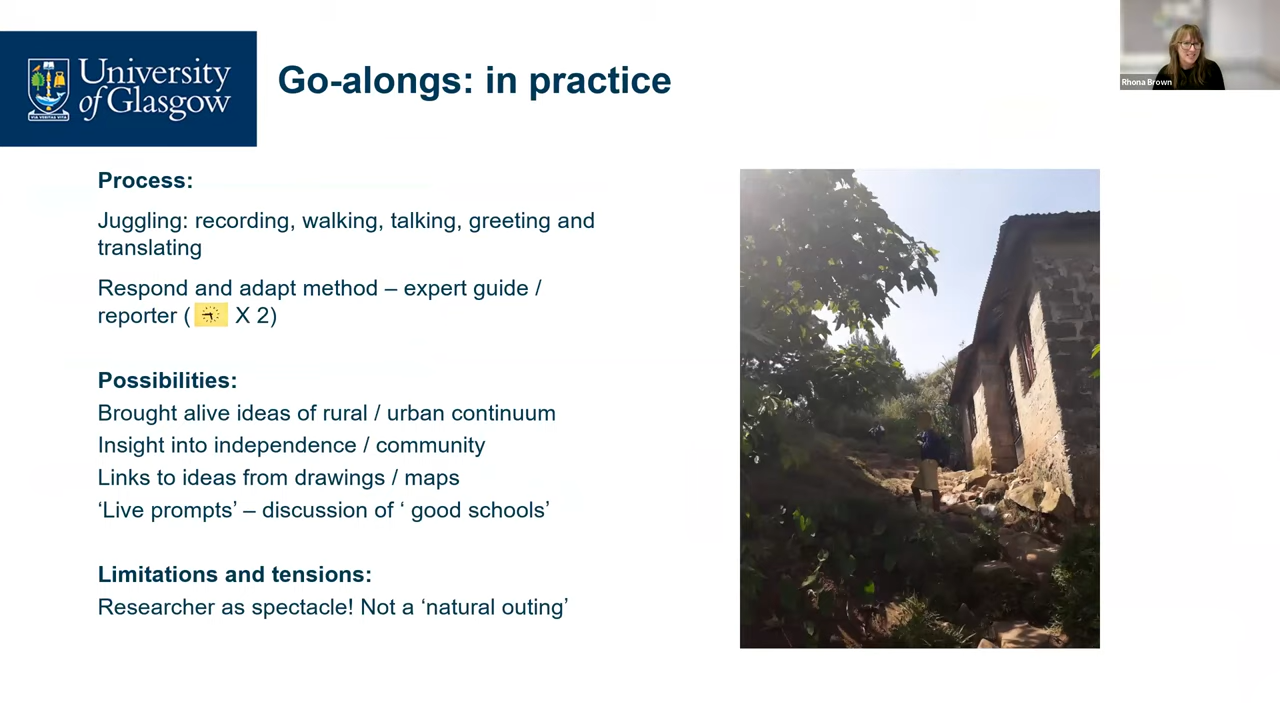 University
of Glasgow
VIA VERITAS VITA
Go-alongs: in practice
Rhona Brown
Process:
Juggling: recording, walking, talking, greeting and
translating
Respond and adapt method – expert guide /
reporter ( X 2)
Possibilities:
Brought alive ideas of rural / urban continuum
Insight into independence / community
Links to ideas from drawings / maps
‘Live prompts’ – discussion of ‘ good schools’
Limitations and tensions:
Researcher as spectacle! Not a ‘natural outing’